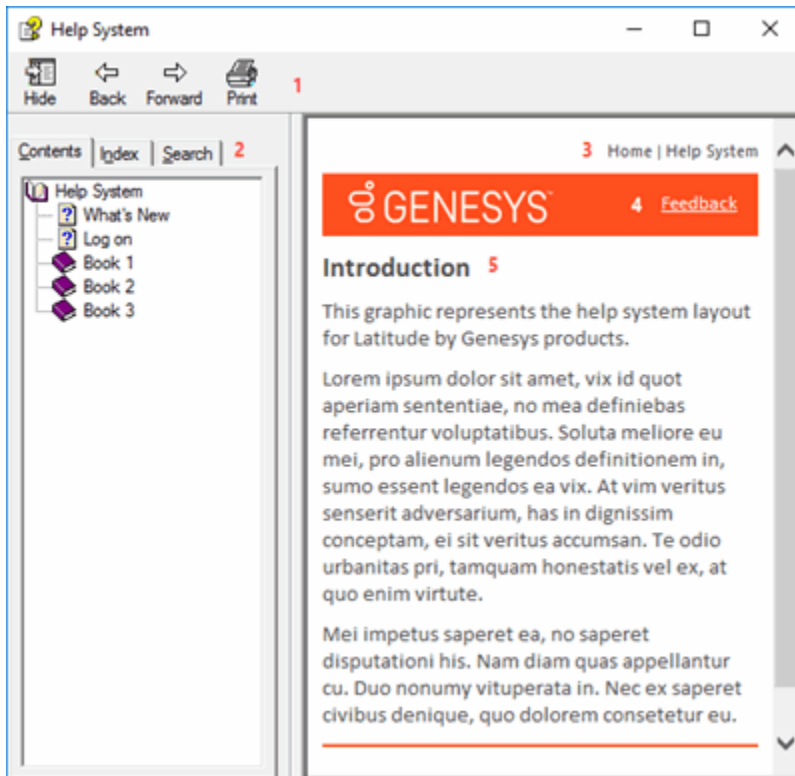 Help System
Hide Back Forward Print 1
Contents Index Search 2
Help System
What's New
Log on
Book 1
Book 2
Book 3
3 Home | Help System
GENESYS™ 4 Feedback
Introduction 5
This graphic represents the help system layout
for Latitude by Genesys products.
Lorem ipsum dolor sit amet, vix id quot
aperiam sententiae, no mea definiebas
referrentur voluptatibus. Soluta meliore eu
mei, pro alienum legendos definitionem in,
sumo essent legendos ea vix. At vim veritus
senserit adversarium, has in dignissim
conceptam, ei sit veritus accumsan. Te odio
urbanitas pri, tamquam honestatis vel ex, at
quo enim virtute.
Mei impetus saperet ea, no saperet
disputationi his. Nam diam quas appellantur
cu. Duo nonumy vituperata in. Nec ex saperet
civibus denique, quo dolorem consetetur eu.